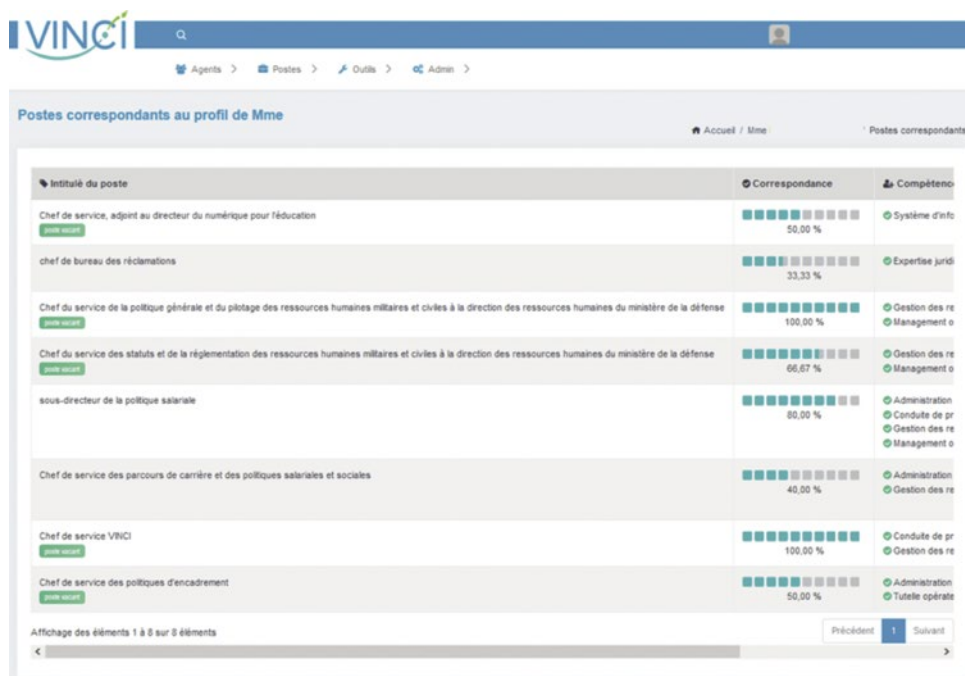 VINCI
Agents > Postes > Outils > Admin >
Postes correspondants au profil de Mme
Accueil / Mme Postes correspondants
Intitulé du poste Correspondance Compétenc
Chef de service, adjoint au directeur du numérique pour l'éducation Système d'info
poste vacant 50,00 %
chef de bureau des réclamations Expertise juridi
33,33 %
Chef du service de la politique générale et du pilotage des ressources humaines militaires et civiles à la direction des ressources humaines du ministère de la défense Gestion des re
poste vacant 100,00 % Management o
Chef du service des statuts et de la réglementation des ressources humaines militaires et civiles à la direction des ressources humaines du ministère de la défense Gestion des re
poste vacant 66,67 % Management o
sous-directeur de la politique salariale Administration
80,00 % Conduite de pr
Gestion des re
Management o
Chef de service des parcours de carrière et des politiques salariales et sociales Administration
40,00 % Gestion des re
Chef de service VINCI Conduite de pr
poste vacant 100,00 % Gestion des re
Chef de service des politiques d'encadrement Administration
poste vacant 50,00 % Tutelle opérate
Affichage des éléments 1 à 8 sur 8 éléments Précédent 1 Suivant